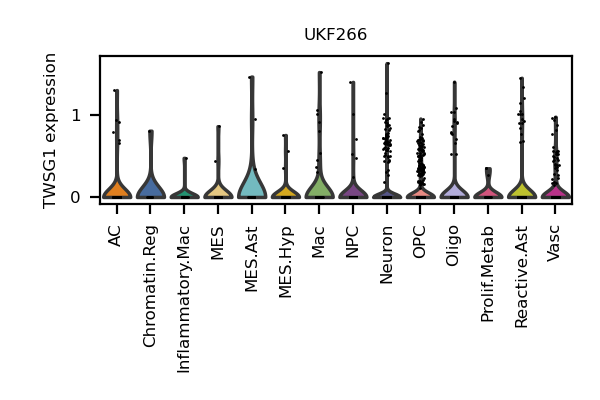 UKF266
TWSG1 expression
1
0
AC
Chromatin.Reg
Inflammatory.Mac
MES
MES.Ast
MES.Hyp
Mac
NPC
Neuron
OPC
Oligo
Prolif.Metab
Reactive.Ast
Vasc